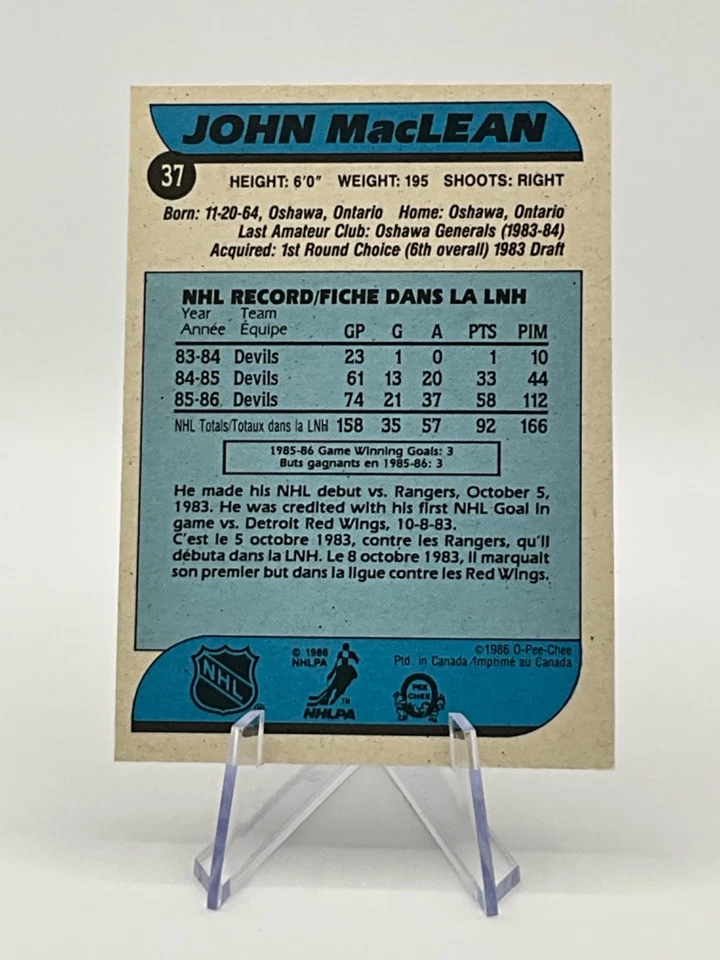 JOHN MacLEAN
37
HEIGHT: 6'0" WEIGHT: 195 SHOOTS: RIGHT
Born: 11-20-64, Oshawa, Ontario Home: Oshawa, Ontario
Last Amateur Club: Oshawa Generals (1983-84)
Acquired: 1st Round Choice (6th overall) 1983 Draft
NHL RECORD/FICHE DANS LA LNH
Year Team
Année Équipe GP G A PTS PIM
83-84 Devils 23 1 0 1 10
84-85 Devils 61 13 20 33 44
85-86 Devils 74 21 37 58 112
NHL Totals/Totaux dans la LNH 158 35 57 92 166
1985-86 Game Winning Goals: 3
Buts gagnants en 1985-86: 3
He made his NHL debut vs. Rangers, October 5,
1983. He was credited with his first NHL Goal in
game vs. Detroit Red Wings, 10-8-83.
C'est le 5 octobre 1983, contre les Rangers, qu'il
débuta dans la LNH. Le 8 octobre 1983, il marquait
son premier but dans la ligue contre les Red Wings.
NHL
®
© 1986
NHLPA
TM
NHLPA
O PEE CHEE
©1986 O-Pee-Chee
Ptd. in Canada/Imprimé au Canada